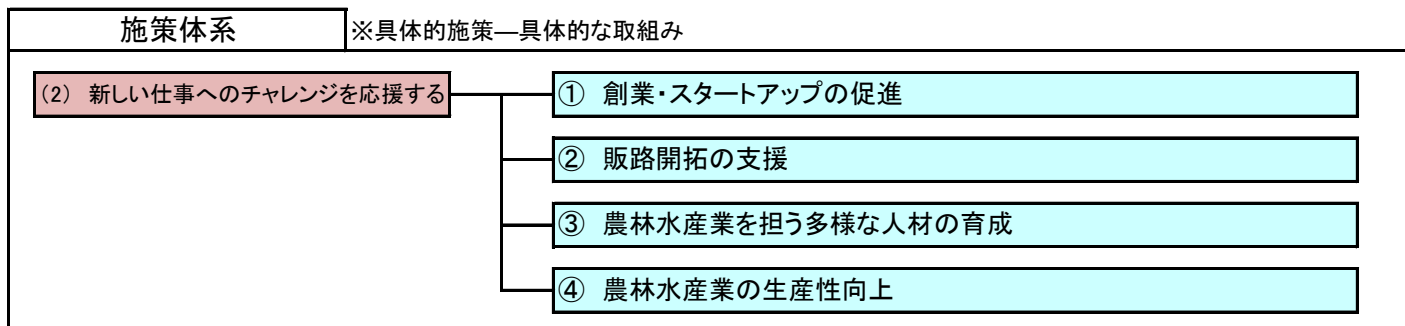 施策体系
※具体的施策―具体的な取組み
(2) 新しい仕事へのチャレンジを応援する
① 創業・スタートアップの促進
② 販路開拓の支援
③ 農林水産業を担う多様な人材の育成
④ 農林水産業の生産性向上